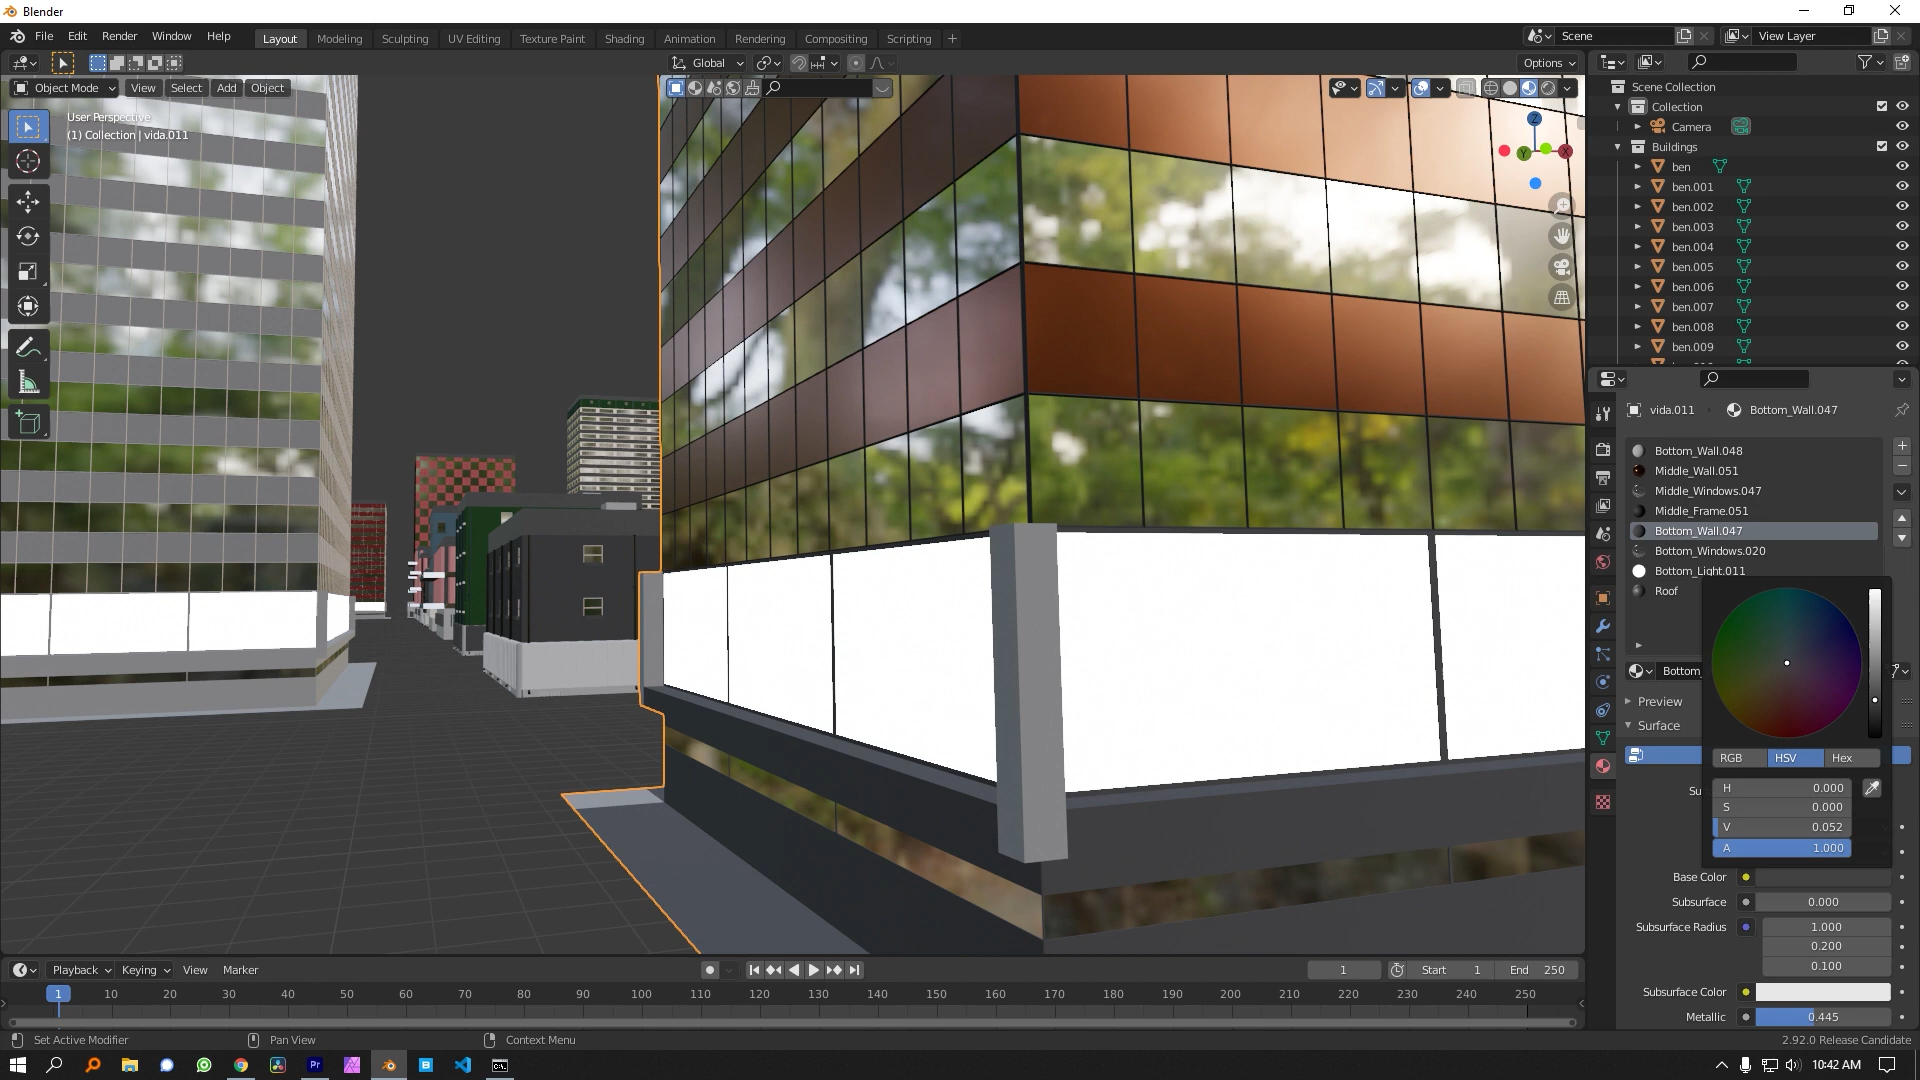 Blender
File Edit Render Window Help
Layout Modeling Sculpting UV Editing Texture Paint Shading Animation Rendering Compositing Scripting +
Scene
View Layer
Global
Options
Object Mode View Select Add Object
User Perspective
(1) Collection | vida.011
Z
Y
X
Scene Collection
Collection
Camera
Buildings
ben
ben.001
ben.002
ben.003
ben.004
ben.005
ben.006
ben.007
ben.008
ben.009
vida.011 Bottom_Wall.047
Bottom_Wall.048
Middle_Wall.051
Middle_Windows.047
Middle_Frame.051
Bottom_Wall.047
Bottom_Windows.020
Bottom_Light.011
Roof
Bottom_
Preview
Surface
RGB HSV Hex
Su
H 0.000
S 0.000
V 0.052
A 1.000
Base Color
Subsurface 0.000
Subsurface Radius 1.000
0.200
0.100
Subsurface Color
Metallic 0.445
Playback Keying View Marker
1
Start 1
End 250
1 10 20 30 40 50 60 70 80 90 100 110 120 130 140 150 160 170 180 190 200 210 220 230 240 250
Set Active Modifier
Pan View
Context Menu
2.92.0 Release Candidate
Pr
10:42 AM